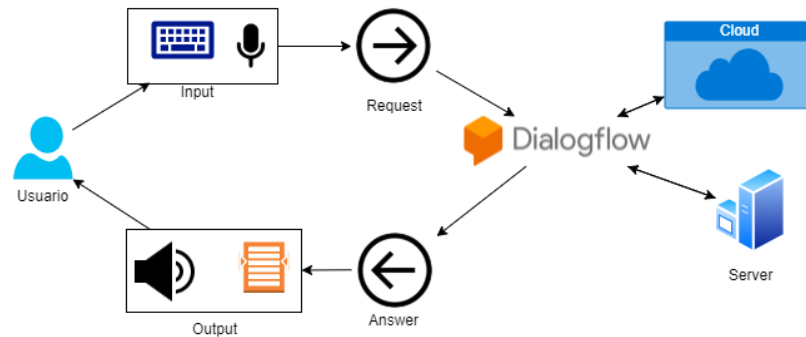 Cloud
Input
Request
Dialogflow
Usuario
Server
Output
Answer